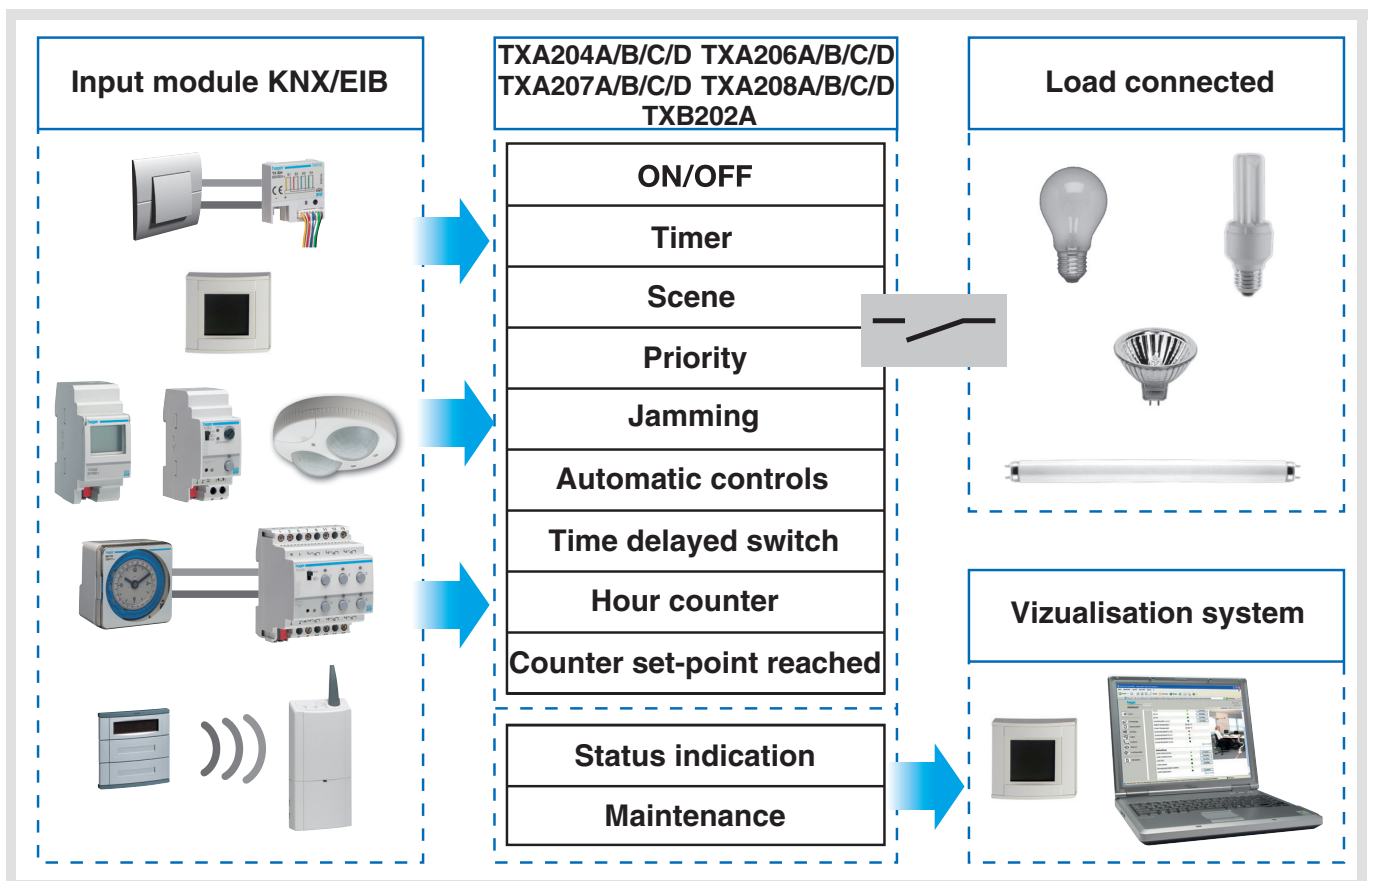 Input module KNX/EIB
TXA204A/B/C/D TXA206A/B/C/D
TXA207A/B/C/D TXA208A/B/C/D
TXB202A
Load connected
ON/OFF
Timer
Scene
Priority
Jamming
Automatic controls
Time delayed switch
Hour counter
Counter set-point reached
Status indication
Maintenance
Vizualisation system